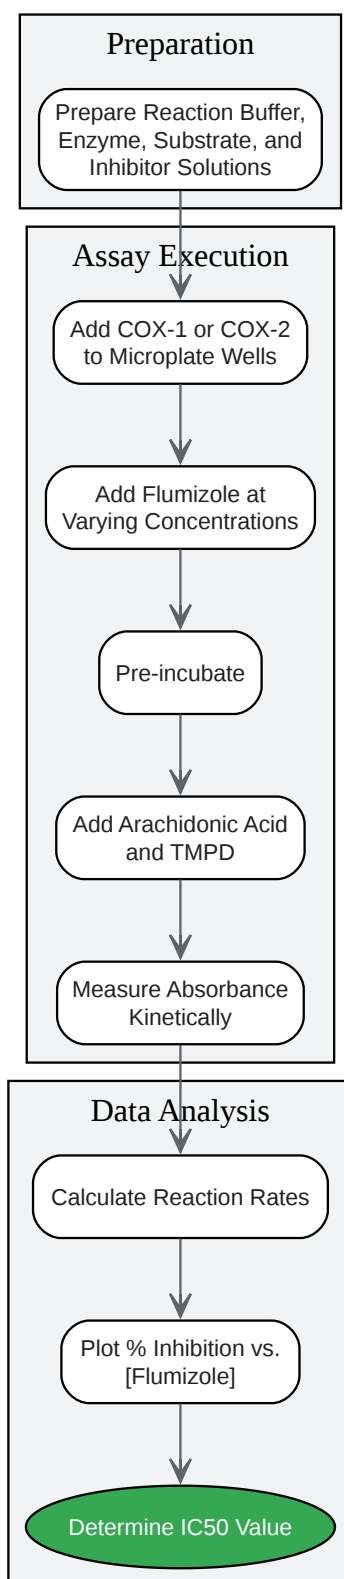 Preparation
Prepare Reaction Buffer,
Enzyme, Substrate, and
Inhibitor Solutions
Assay Execution
Add COX-1 or COX-2
to Microplate Wells
Add Flumizole at
Varying Concentrations
Pre-incubate
Add Arachidonic Acid
and TMPD
Measure Absorbance
Kinetically
Data Analysis
Calculate Reaction Rates
Plot % Inhibition vs.
[Flumizole]
Determine IC50 Value